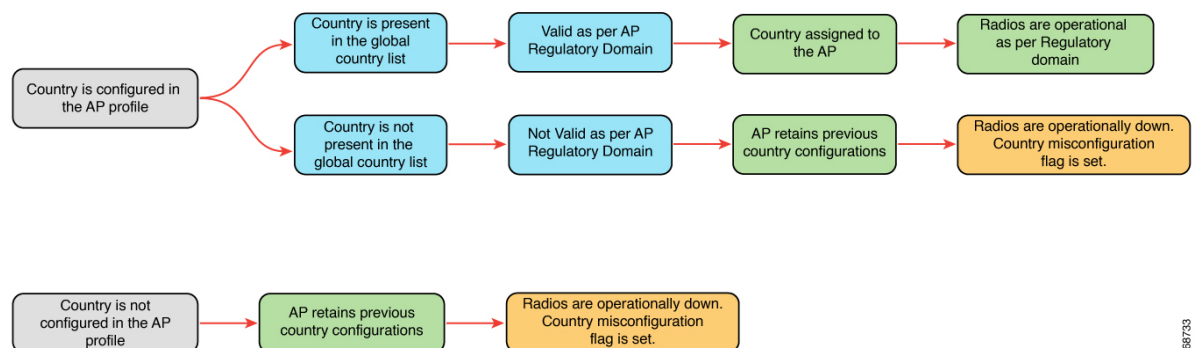 Country is present
in the global
country list
Valid as per AP
Regulatory Domain
Country assigned to
the AP
Radios are operational
as per Regulatory
domain
Country is configured in
the AP profile
Country is not
present in the
global country list
Not Valid as per AP
Regulatory Domain
AP retains previous
country configurations
Radios are operationally down.
Country misconfiguration
flag is set.
Country is not
configured in the AP
profile
AP retains previous
country configurations
Radios are operationally down.
Country misconfiguration
flag is set.